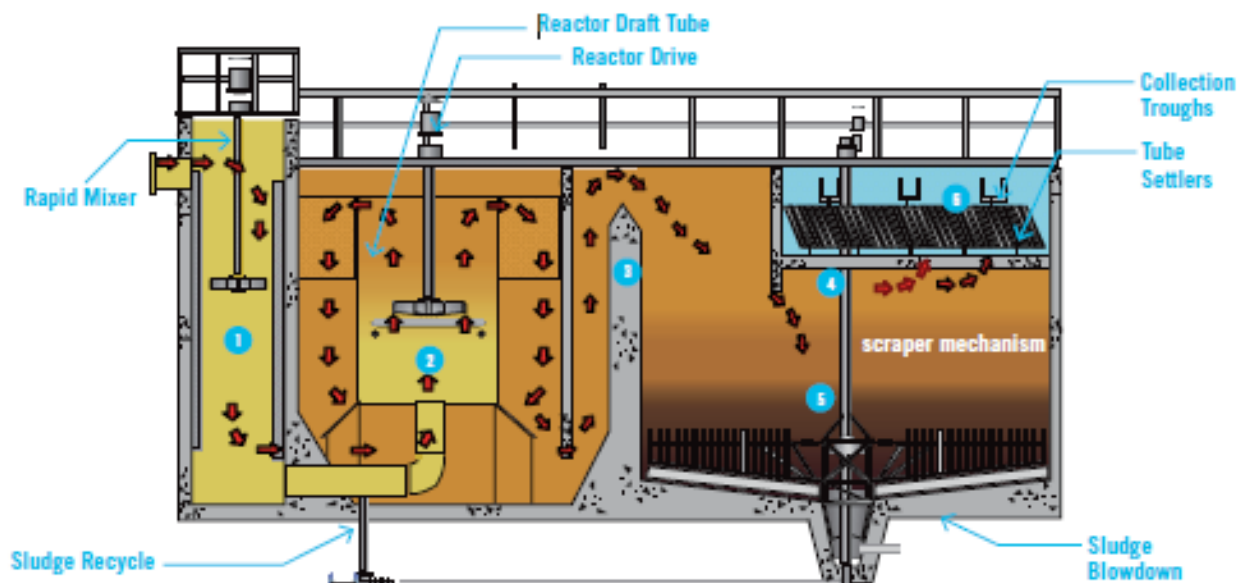 Reactor Draft Tube
Reactor Drive
Collection
Troughs
Tube
Settlers
Rapid Mixer
6
3
4
1
2
scraper mechanism
5
Sludge Recycle
Sludge
Blowdown